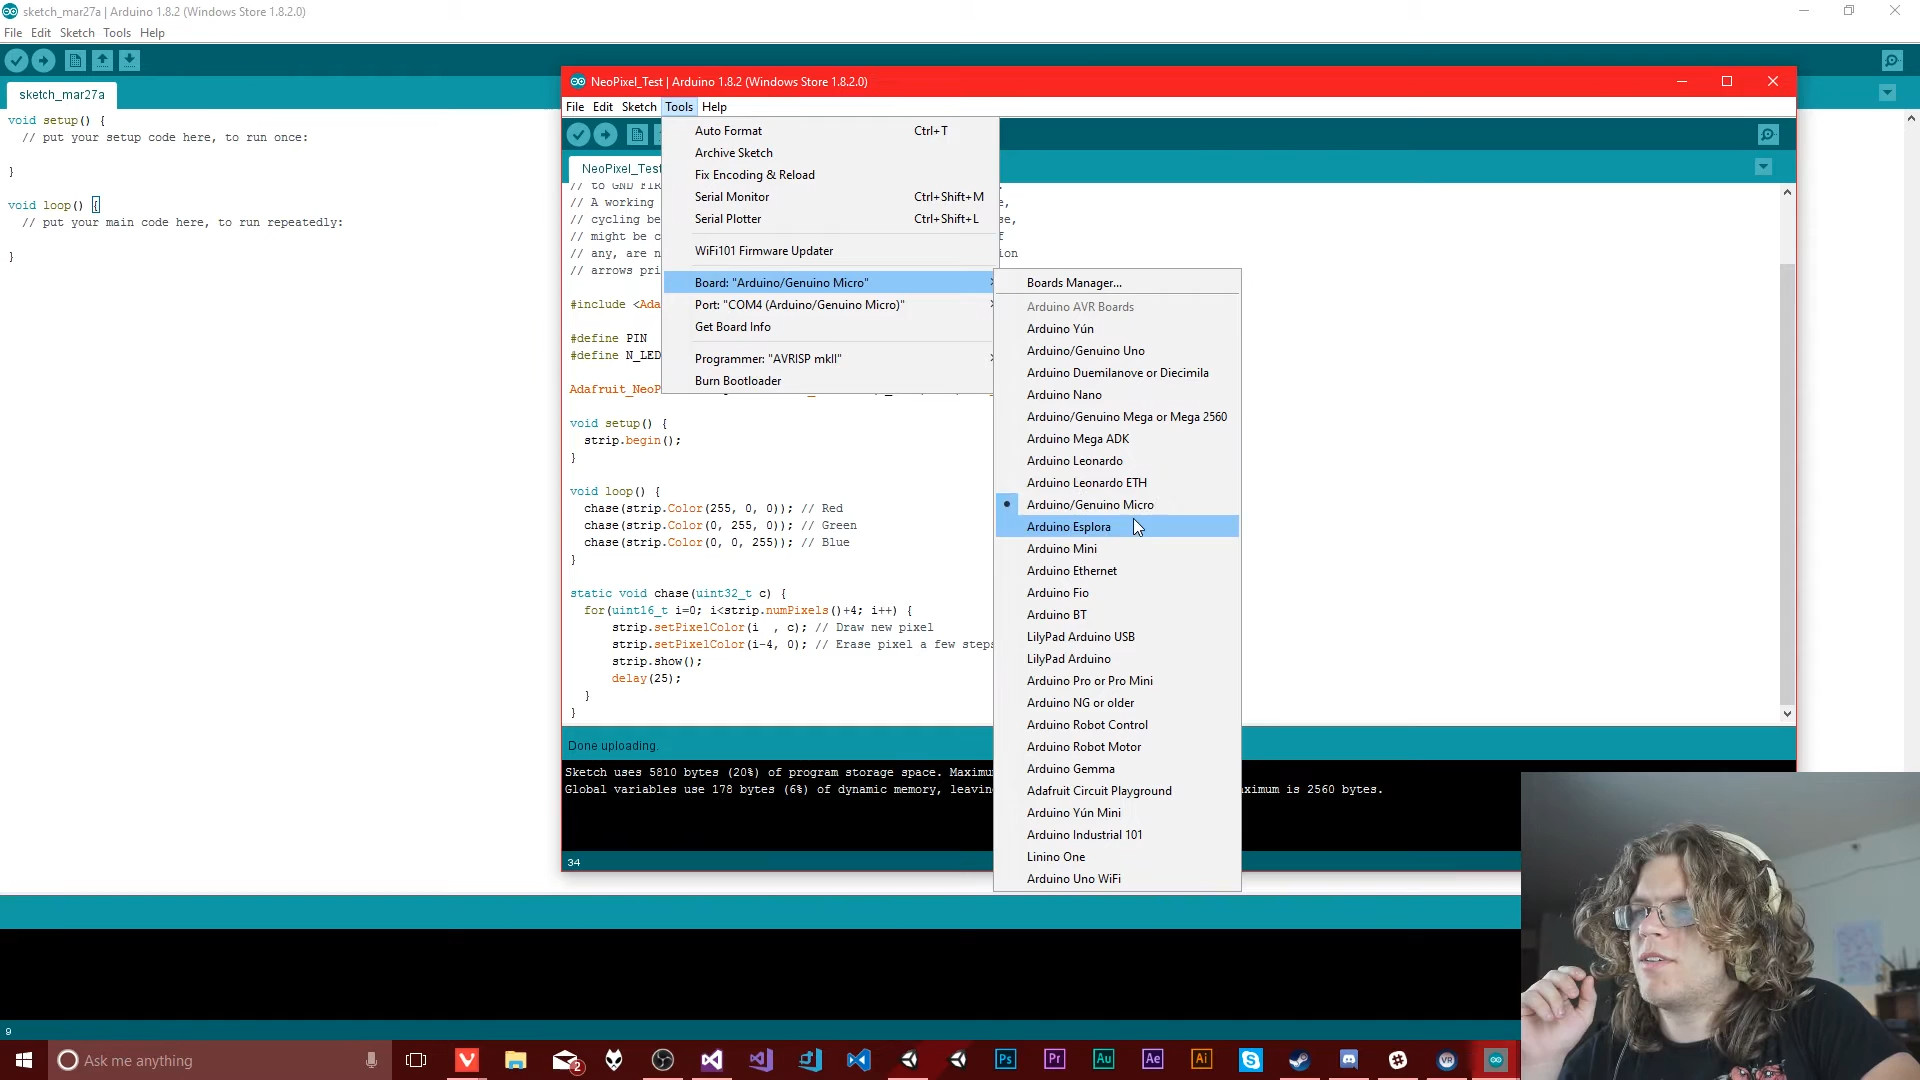 sketch_mar27a | Arduino 1.8.2 (Windows Store 1.8.2.0)
File Edit Sketch Tools Help
sketch_mar27a
void setup() {
// put your setup code here, to run once:
}
void loop() {
// put your main code here, to run repeatedly:
}
9
NeoPixel_Test | Arduino 1.8.2 (Windows Store 1.8.2.0)
File Edit Sketch Tools Help
NeoPixel_Test
// to GND
// A working
// cycling
// might be
// any, are
// arrows
#include
#define PIN
#define
void setup() {
strip.begin();
}
void loop() {
chase(strip.Color(255, 0, 0)); // Red
chase(strip.Color(0, 255, 0)); // Green
chase(strip.Color(0, 0, 255)); // Blue
}
static void chase(uint32_t c) {
for(uint16_t i=0; i<strip.numPixels()+4; i++) {
strip.setPixelColor(i , c); // Draw new pixel
strip.setPixelColor(i-4, 0); // Erase pixel a few steps
strip.show();
delay(25);
}
}
Done uploading.
Sketch uses 5810 bytes (20%) of program storage space.
Global variables use 178 bytes (6%) of dynamic memory, is 2560 bytes.
34
Auto Format Ctrl+T
Archive Sketch
Fix Encoding & Reload
Serial Monitor Ctrl+Shift+M
Serial Plotter Ctrl+Shift+L
WiFi101 Firmware Updater
Board: "Arduino/Genuino Micro"
Port: "COM4 (Arduino/Genuino Micro)"
Get Board Info
Programmer: "AVRISP mkII"
Burn Bootloader
Boards Manager...
Arduino AVR Boards
Arduino Yún
Arduino/Genuino Uno
Arduino Duemilanove or Diecimila
Arduino Nano
Arduino/Genuino Mega or Mega 2560
Arduino Mega ADK
Arduino Leonardo
Arduino Leonardo ETH
Arduino/Genuino Micro
Arduino Esplora
Arduino Mini
Arduino Ethernet
Arduino Fio
Arduino BT
LilyPad Arduino USB
LilyPad Arduino
Arduino Pro or Pro Mini
Arduino NG or older
Arduino Robot Control
Arduino Robot Motor
Arduino Gemma
Adafruit Circuit Playground
Arduino Yún Mini
Arduino Industrial 101
Linino One
Arduino Uno WiFi
Ask me anything
2
Ps
Pr
Au
Ae
Ai
VR